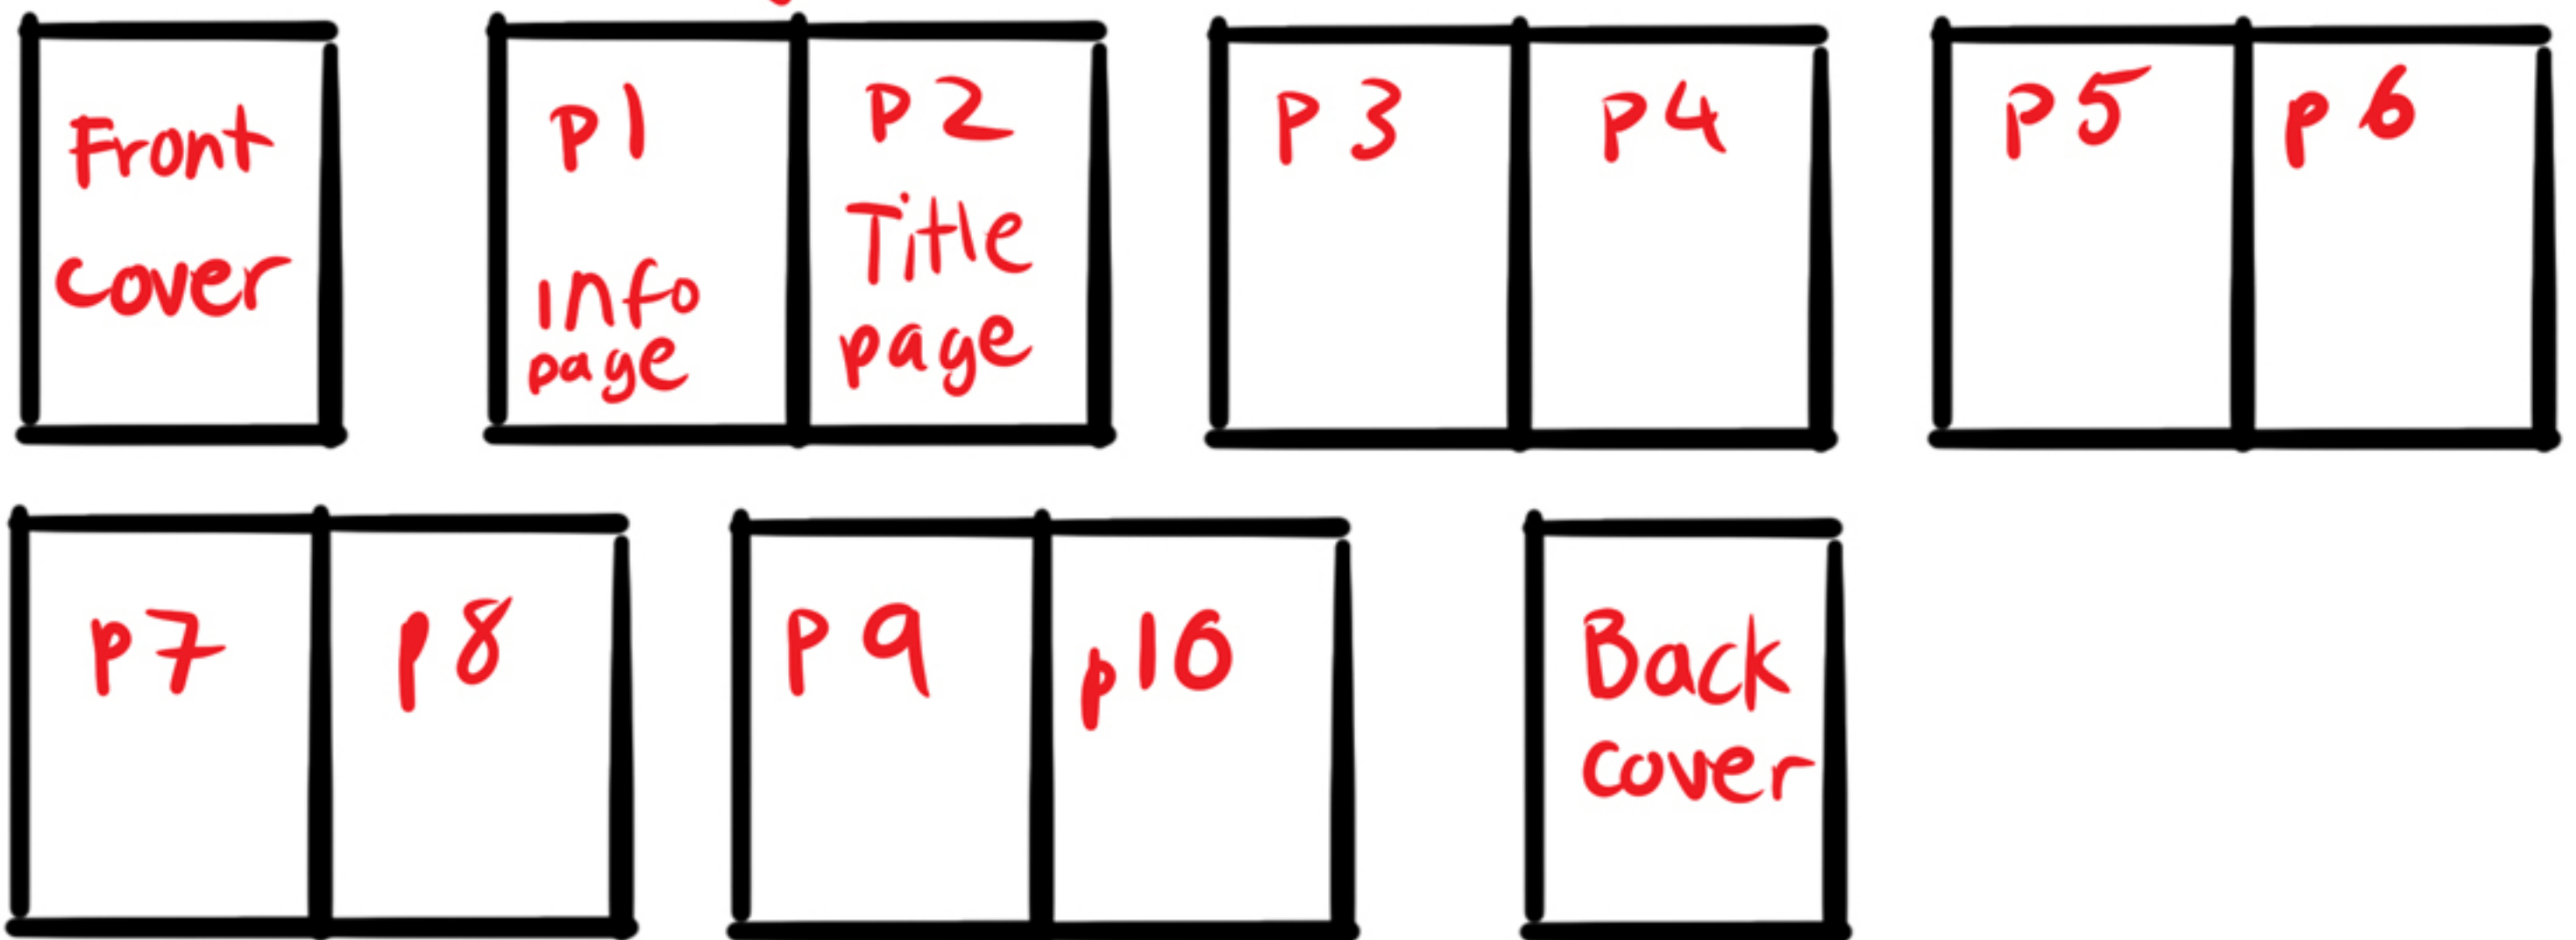 Front
cover
p1
info
page
p2
Title
page
p3
p4
p5
p6
p7
p8
p9
p10
Back
cover